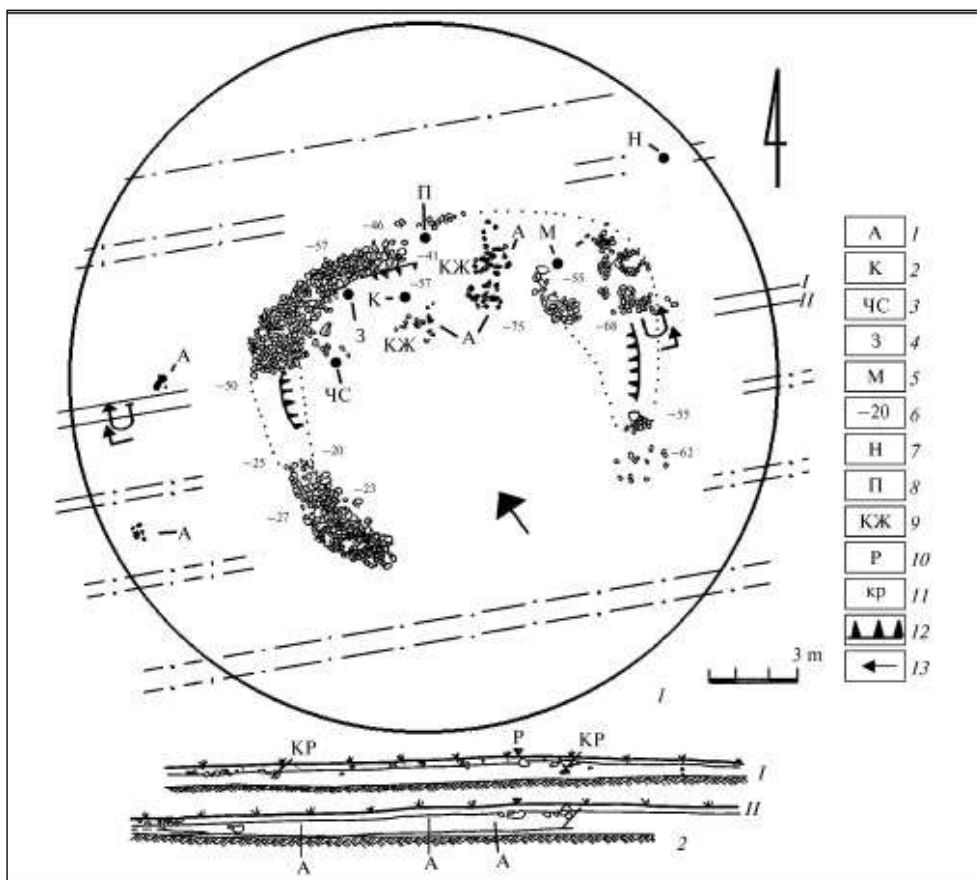 Н
П
−46
А
М
−57
−41
КЖ
−55
К
−57
З
КЖ
А
−75
−68
I
II
А
ЧС
−50
−20
−55
−25
−62
−23
−27
А
3 m
1
А 1
К 2
ЧС 3
З 4
М 5
−20 6
Н 7
П 8
КЖ 9
Р 10
кр 11
12
13
КР
Р
КР
I
II
А
А
А
2